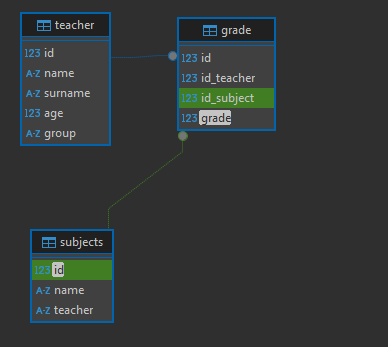 teacher
123 id
A-Z name
A-Z surname
123 age
A-Z group
grade
123 id
123 id_teacher
123 id_subject
123 grade
subjects
123 id
A-Z name
A-Z teacher